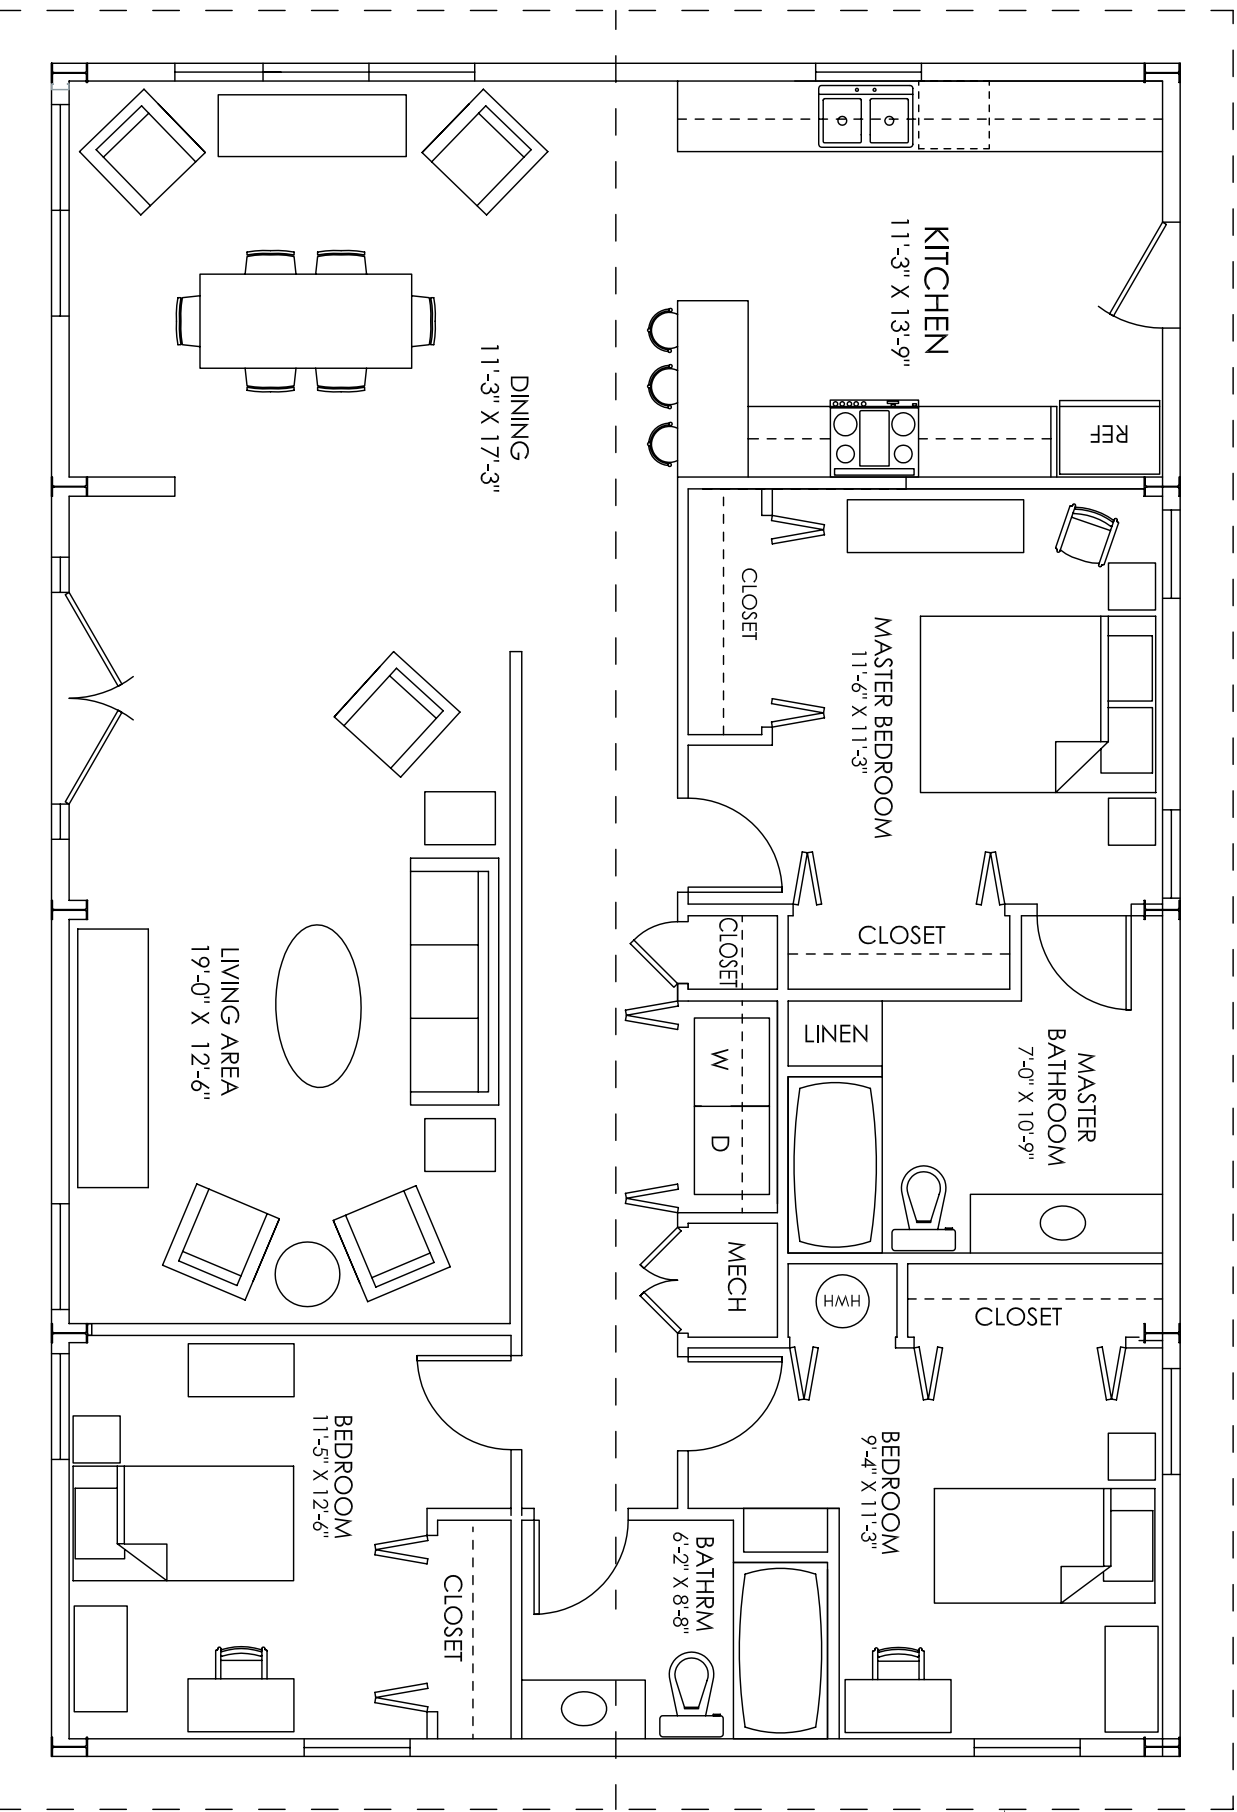 KITCHEN
11'-3" X 13'-9"
REF
DINING
11'-3" X 17'-3"
CLOSET
MASTER BEDROOM
11'-6" X 11'-3"
CLOSET
CLOSET
LINEN
MASTER
BATHROOM
7'-0" X 10'-9"
W
D
MECH
LIVING AREA
19'-0" X 12'-6"
HWH
CLOSET
BEDROOM
11'-5" X 12'-6"
BEDROOM
9'-4" X 11'-3"
CLOSET
BATHRM
6'-2" X 8'-8"